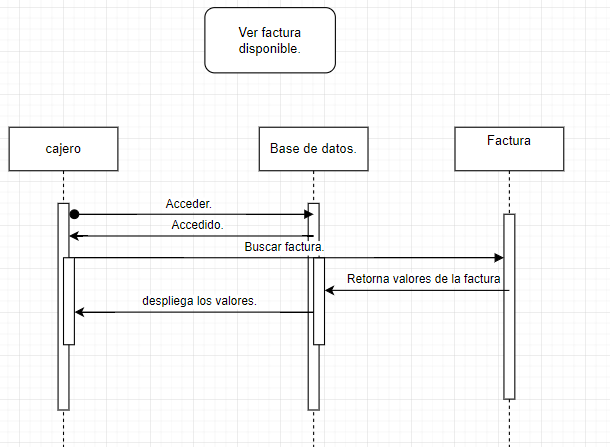 Ver factura
disponible.
cajero
Base de datos.
Factura
Acceder.
Accedido.
Buscar factura.
Retorna valores de la factura
despliega los valores.